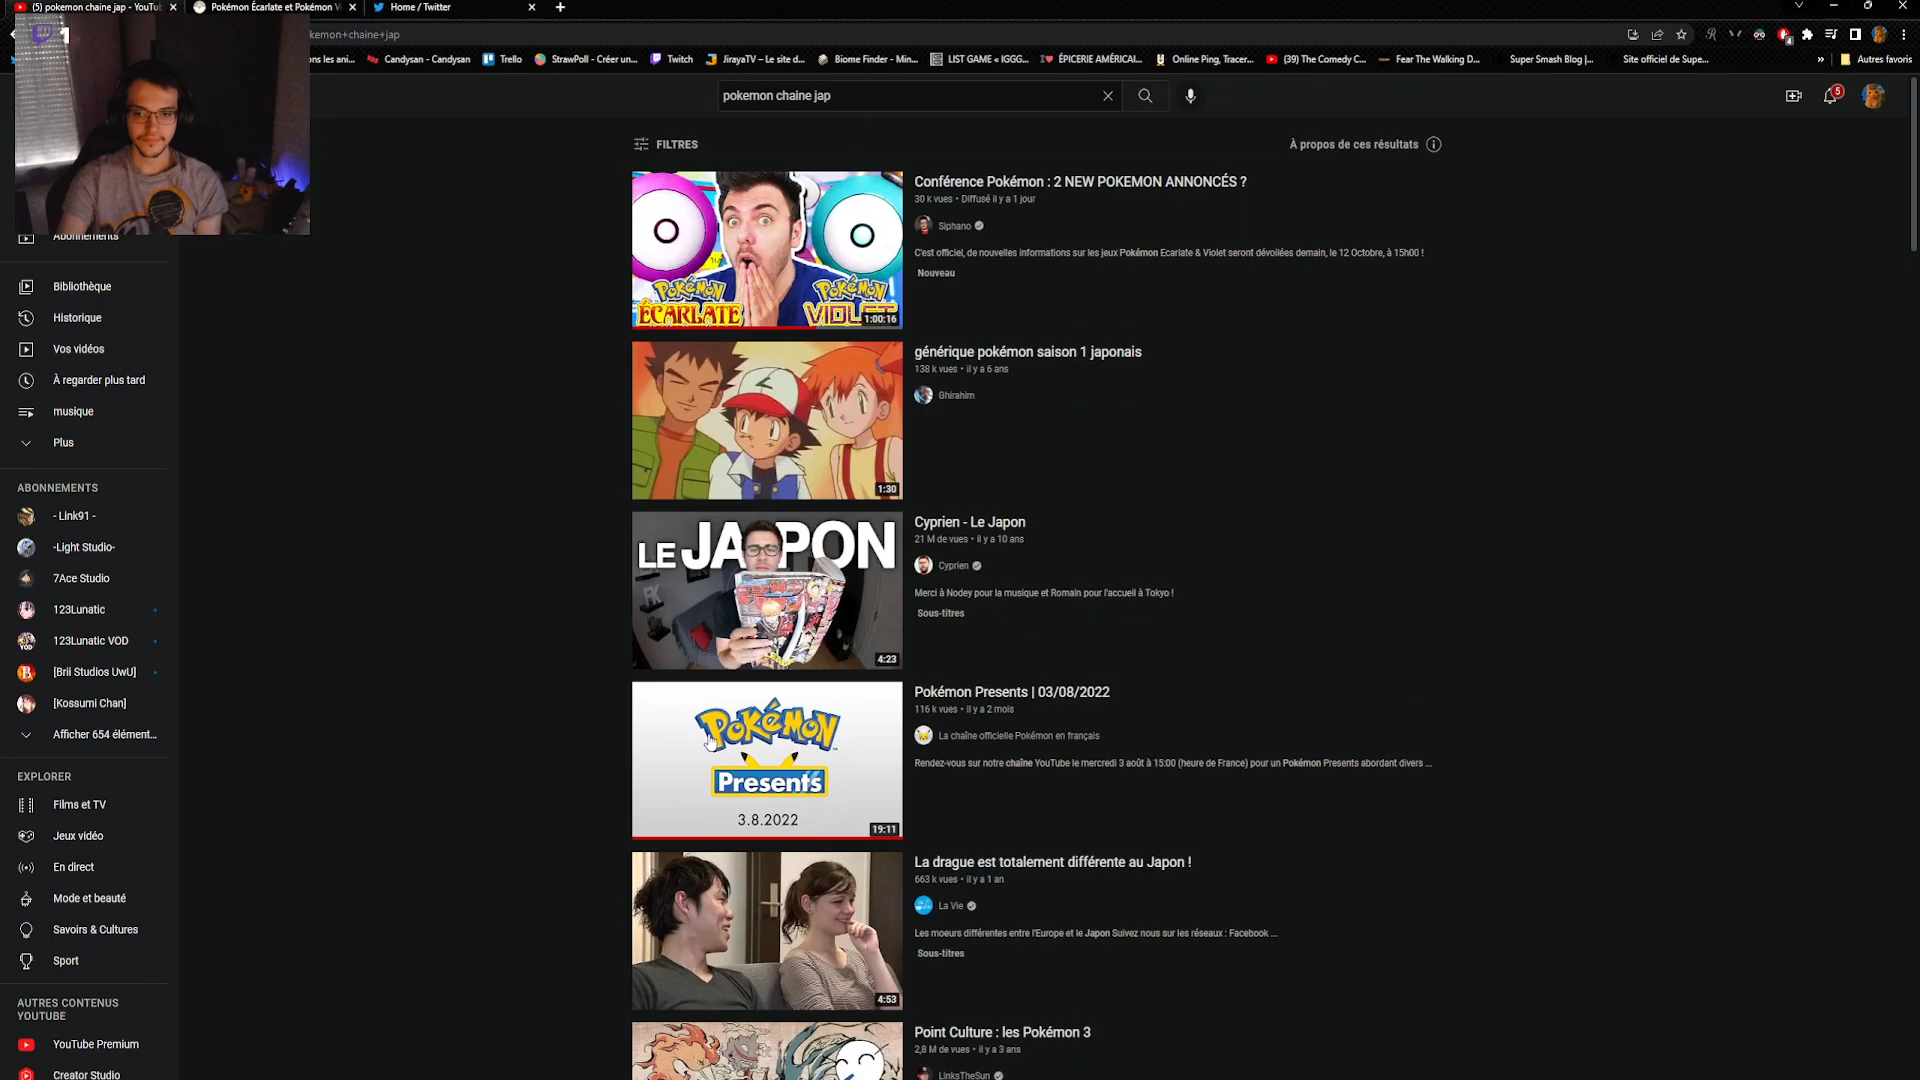 (5) pokemon chaine jap - YouTu
Pokémon Écarlate et Pokémon V
Home / Twitter
kemon+chaine+jap
ons les ani...
Candysan - Candysan
Trello
StrawPoll - Créer un...
Twitch
JirayaTV – Le site d...
Biome Finder - Min...
LIST GAME « IGGG...
ÉPICERIE AMÉRICAI...
Online Ping, Tracer...
(39) The Comedy C...
Fear The Walking D...
Super Smash Blog |...
Site officiel de Supe...
»
Autres favoris
pokemon chaine jap
5
FILTRES
À propos de ces résultats
POKÉMON ÉCARLATE
POKÉMON VIOLET
1:00:16
Conférence Pokémon : 2 NEW POKEMON ANNONCÉS ?
30 k vues • Diffusé il y a 1 jour
Siphano
C'est officiel, de nouvelles informations sur les jeux Pokémon Ecarlate & Violet seront dévoilées demain, le 12 Octobre, à 15h00 !
Nouveau
1:30
générique pokémon saison 1 japonais
138 k vues • il y a 6 ans
Ghirahim
LE JAPON
4:23
Cyprien - Le Japon
21 M de vues • il y a 10 ans
Cyprien
Merci à Nodey pour la musique et Romain pour l'accueil à Tokyo !
Sous-titres
POKÉMON
Presents
3.8.2022
19:11
Pokémon Presents | 03/08/2022
116 k vues • il y a 2 mois
La chaîne officielle Pokémon en français
Rendez-vous sur notre chaîne YouTube le mercredi 3 août à 15:00 (heure de France) pour un Pokémon Presents abordant divers ...
4:53
La drague est totalement différente au Japon !
663 k vues • il y a 1 an
La Vie
Les moeurs différentes entre l'Europe et le Japon Suivez nous sur les réseaux : Facebook ...
Sous-titres
Point Culture : les Pokémon 3
2,8 M de vues • il y a 3 ans
LinksTheSun
Abonnements
Bibliothèque
Historique
Vos vidéos
À regarder plus tard
musique
Plus
ABONNEMENTS
- Link91 -
-Light Studio-
7Ace Studio
123Lunatic
123Lunatic VOD
[Brii Studios UwU]
[Kossumi Chan]
Afficher 654 élément...
EXPLORER
Films et TV
Jeux vidéo
En direct
Mode et beauté
Savoirs & Cultures
Sport
AUTRES CONTENUS
YOUTUBE
YouTube Premium
Creator Studio